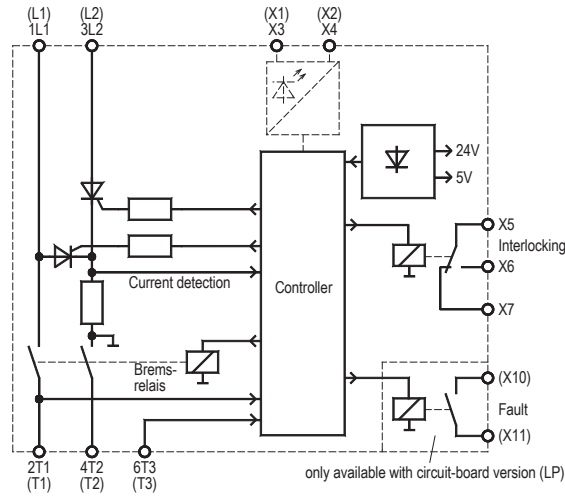 (L1)
1L1
(L2)
3L2
(X1)
X3
(X2)
X4
24V
5V
X5
Interlocking
X6
X7
Current detection
Controller
Brems-
relais
(X10)
Fault
(X11)
2T1
(T1)
4T2
(T2)
6T3
(T3)
only available with circuit-board version (LP)